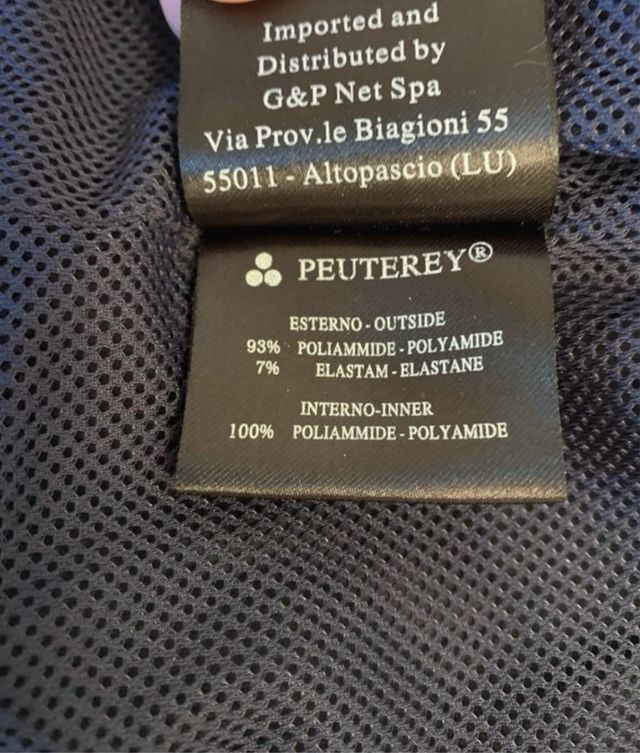 Imported and
Distributed by
G&P Net Spa
Via Prov.le Biagioni 55
55011 - Altopascio (LU)
PEUTEREY®
ESTERNO - OUTSIDE
93% POLIAMMIDE - POLYAMIDE
7% ELASTAM - ELASTANE
INTERNO-INNER
100% POLIAMMIDE - POLYAMIDE